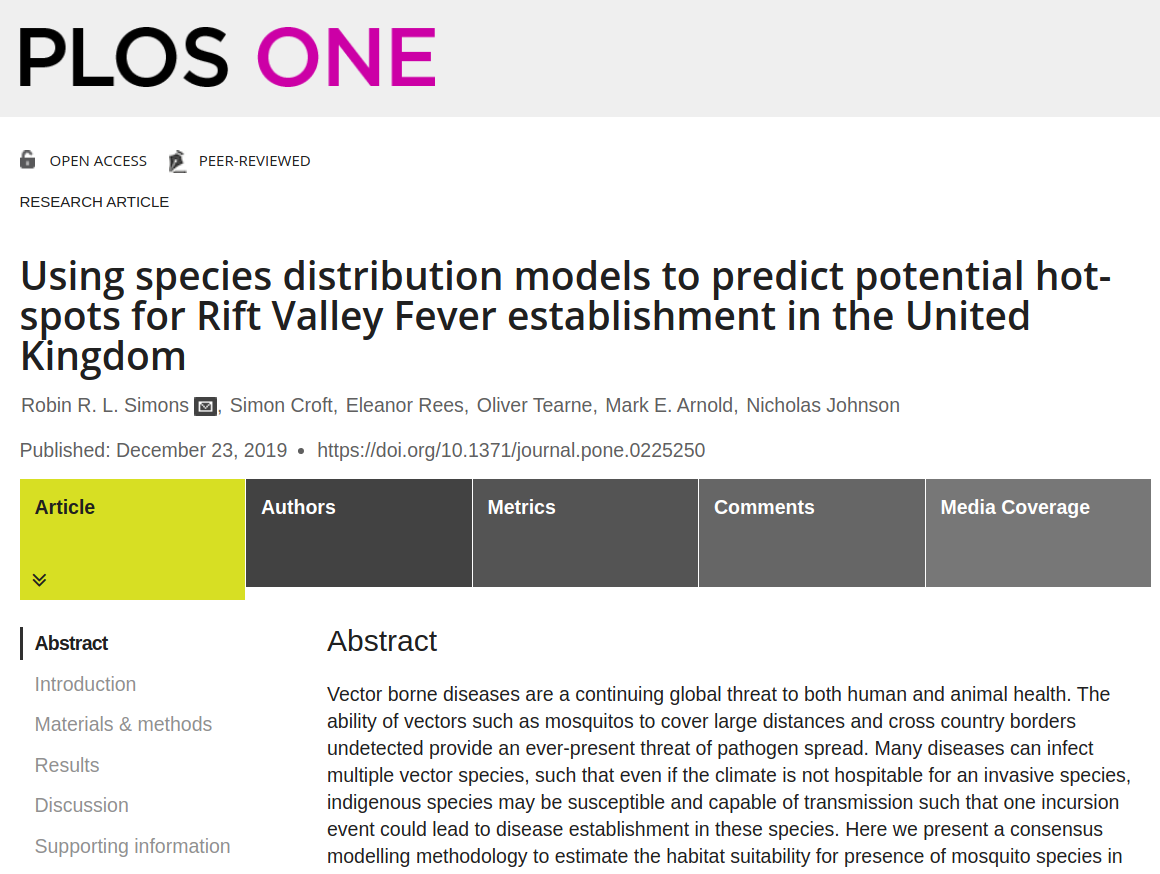 PLOS ONE
OPEN ACCESS PEER-REVIEWED
RESEARCH ARTICLE
Using species distribution models to predict potential hot-
spots for Rift Valley Fever establishment in the United
Kingdom
Robin R. L. Simons , Simon Croft, Eleanor Rees, Oliver Tearne, Mark E. Arnold, Nicholas Johnson
Published: December 23, 2019 • https://doi.org/10.1371/journal.pone.0225250
Article Authors Metrics Comments Media Coverage
Abstract
Introduction
Materials & methods
Results
Discussion
Supporting information
Abstract
Vector borne diseases are a continuing global threat to both human and animal health. The
ability of vectors such as mosquitos to cover large distances and cross country borders
undetected provide an ever-present threat of pathogen spread. Many diseases can infect
multiple vector species, such that even if the climate is not hospitable for an invasive species,
indigenous species may be susceptible and capable of transmission such that one incursion
event could lead to disease establishment in these species. Here we present a consensus
modelling methodology to estimate the habitat suitability for presence of mosquito species in